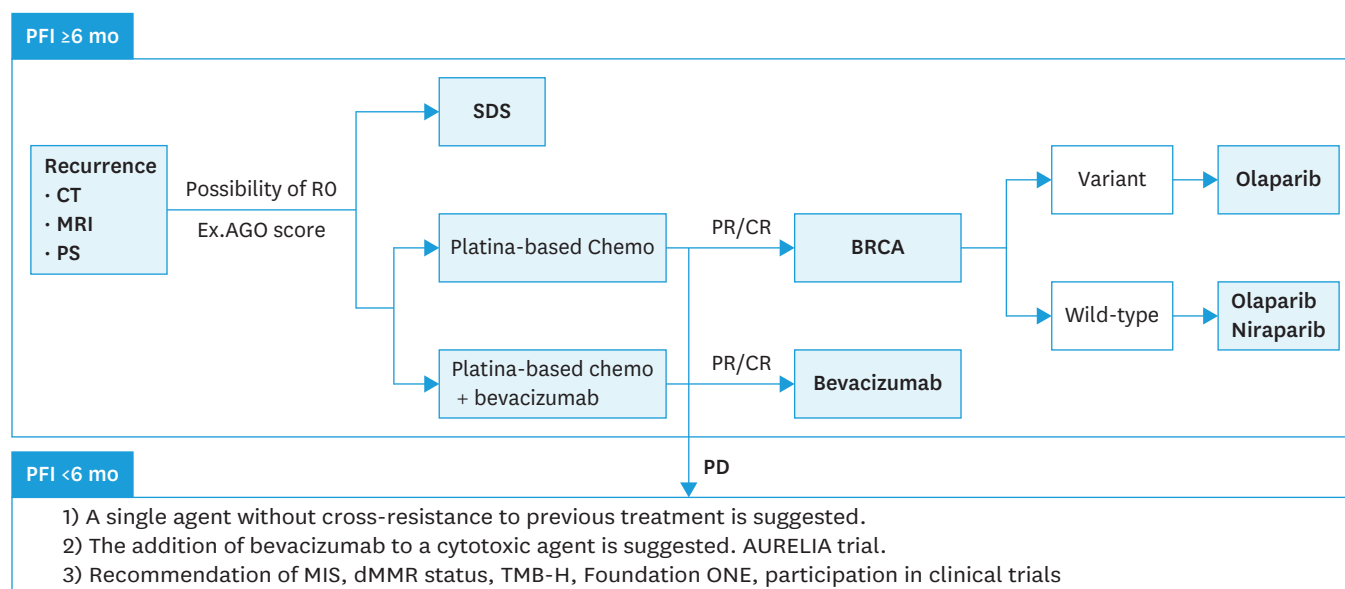 PFI ≥6 mo
SDS
Recurrence
· CT
· MRI
· PS
Possibility of R0
Ex.AGO score
Platina-based Chemo
PR/CR
BRCA
Variant
Olaparib
Wild-type
Olaparib
Niraparib
Platina-based chemo
+ bevacizumab
PR/CR
Bevacizumab
PD
PFI <6 mo
1) A single agent without cross-resistance to previous treatment is suggested.
2) The addition of bevacizumab to a cytotoxic agent is suggested. AURELIA trial.
3) Recommendation of MIS, dMMR status, TMB-H, Foundation ONE, participation in clinical trials